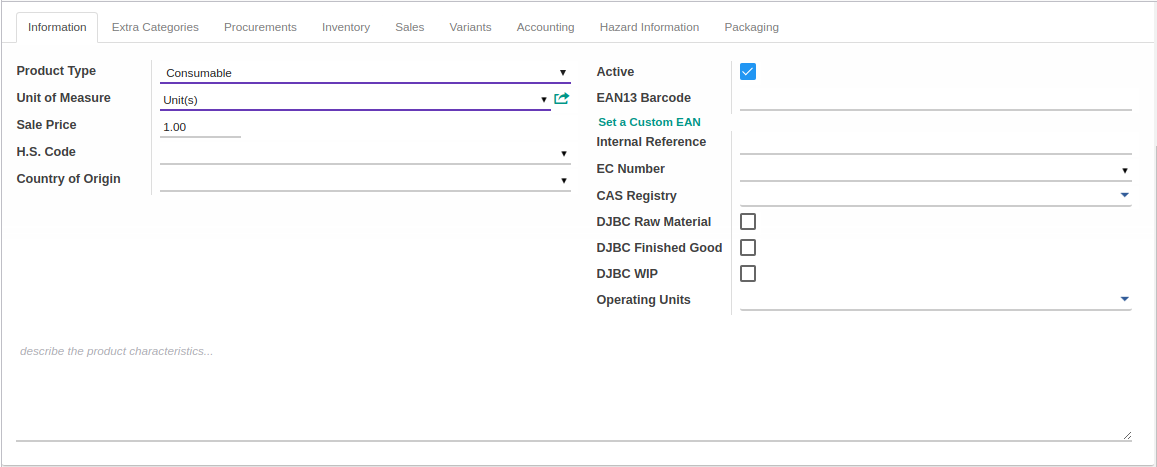 Information Extra Categories Procurements Inventory Sales Variants Accounting Hazard Information Packaging
Product Type Consumable
Unit of Measure Unit(s)
Sale Price 1.00
H.S. Code
Country of Origin
Active
EAN13 Barcode
Set a Custom EAN
Internal Reference
EC Number
CAS Registry
DJBC Raw Material
DJBC Finished Good
DJBC WIP
Operating Units
describe the product characteristics...